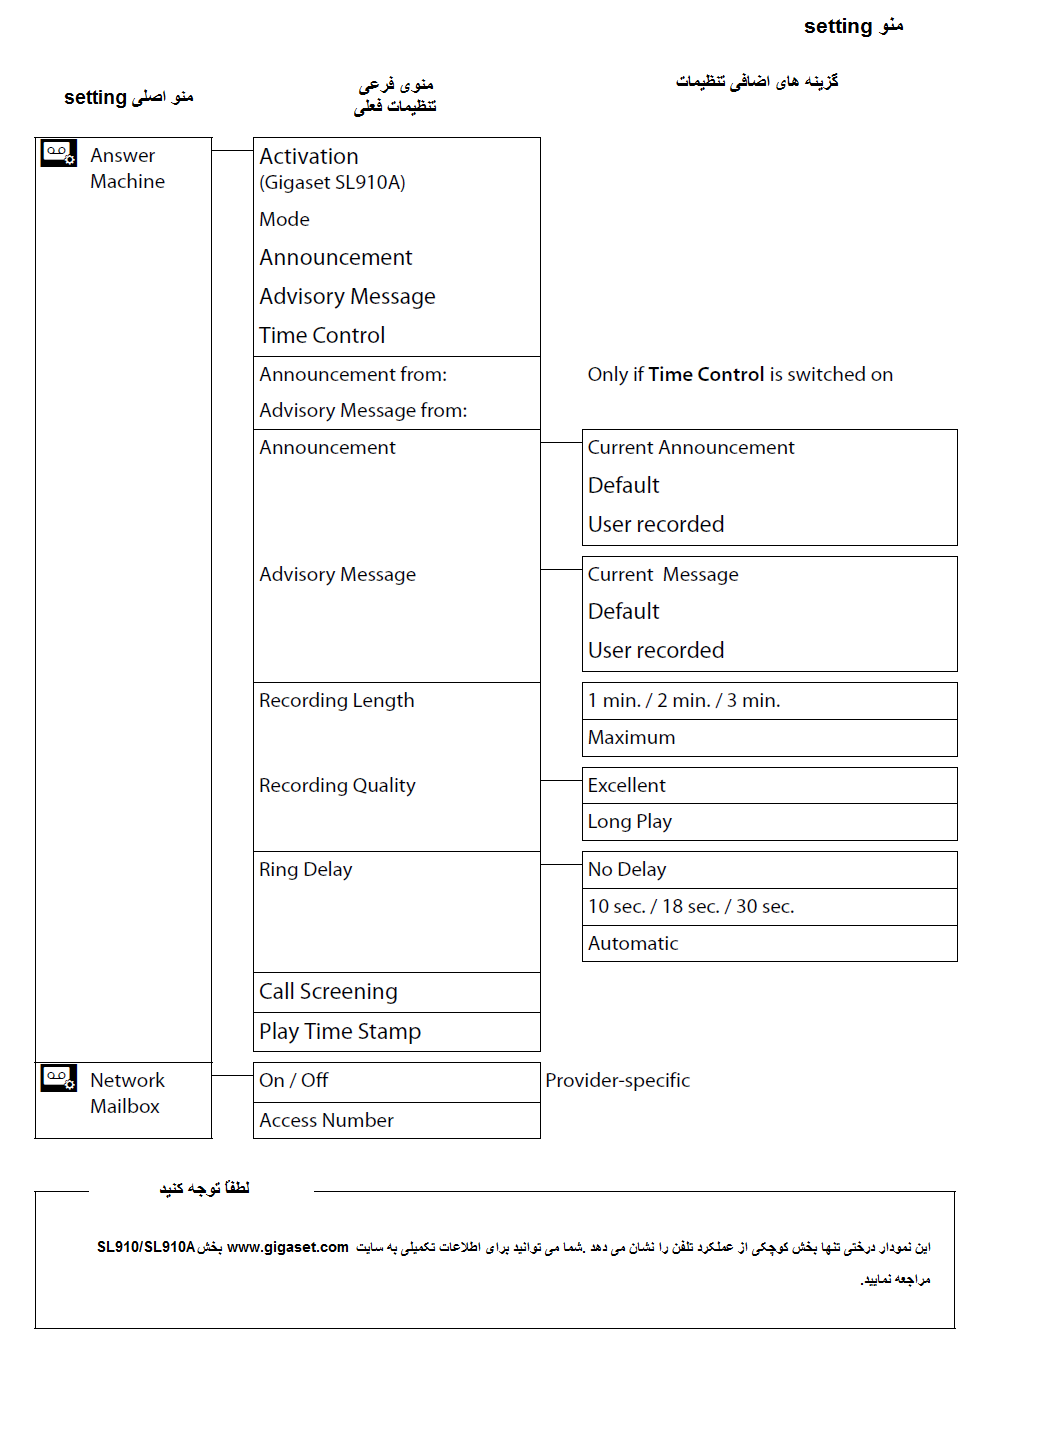 منو setting
گزینه های اضافی تنظیمات
منوی فرعی
تنظیمات فعلی
منو اصلی setting
Answer
Machine
Activation
(Gigaset SL910A)
Mode
Announcement
Advisory Message
Time Control
Announcement from:
Only if Time Control is switched on
Advisory Message from:
Announcement
Current Announcement
Default
User recorded
Advisory Message
Current Message
Default
User recorded
Recording Length
1 min. / 2 min. / 3 min.
Maximum
Recording Quality
Excellent
Long Play
Ring Delay
No Delay
10 sec. / 18 sec. / 30 sec.
Automatic
Call Screening
Play Time Stamp
Network
Mailbox
On / Off
Provider-specific
Access Number
لطفاً توجه کنید
این نمودار درختی تنها بخش کوچکی از عملکرد تلفن را نشان می دهد .شما می توانید برای اطلاعات تکمیلی به سایت www.gigaset.com بخش SL910/SL910A
مراجعه نمایید.